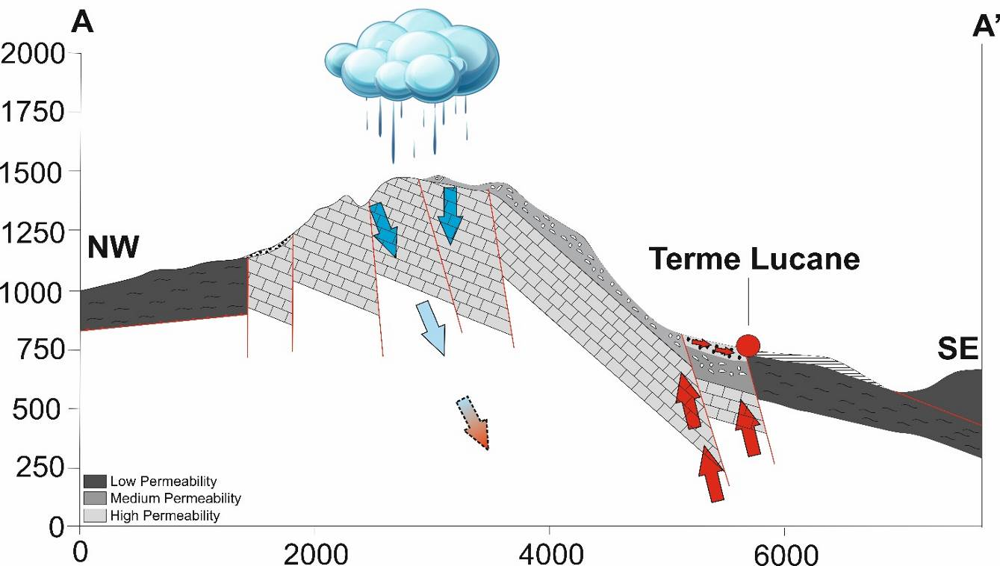 A
A'
2000
1750
1500
1250
NW
Terme Lucane
1000
750
SE
500
250
Low Permeability
Medium Permeability
High Permeability
0
0
2000
4000
6000